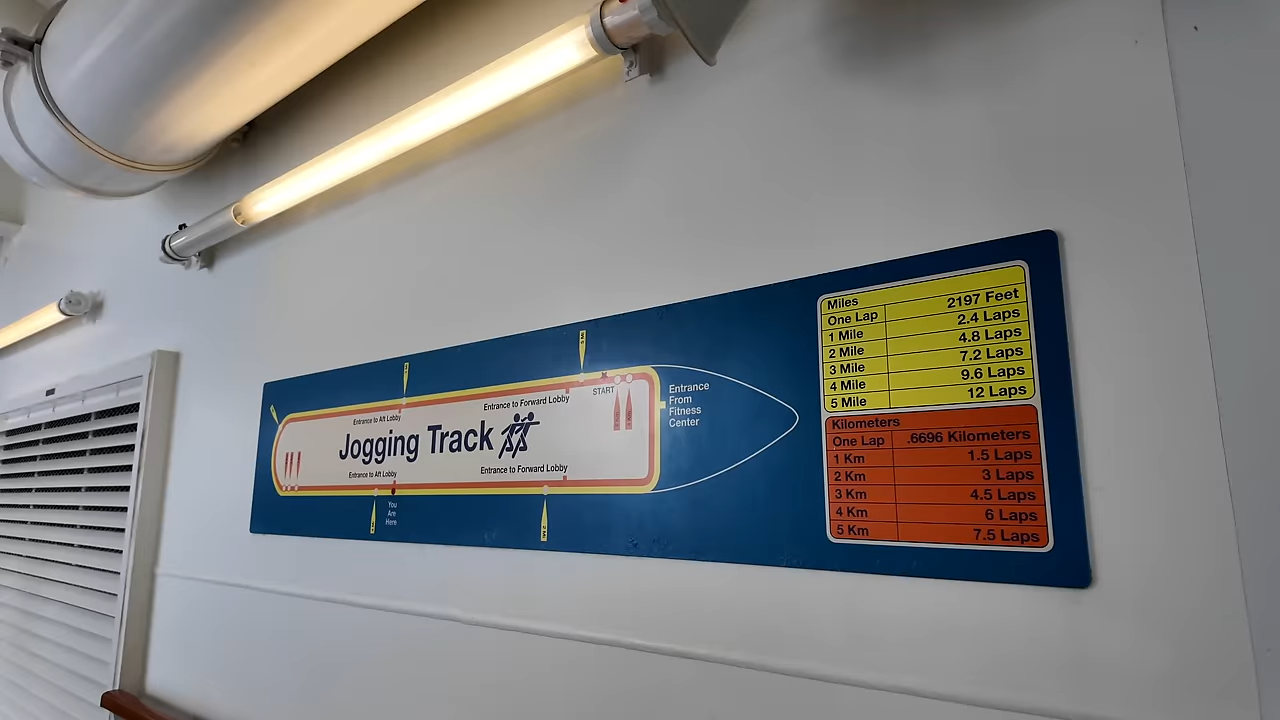 Jogging Track
Entrance to Aft Lobby
Entrance to Forward Lobby
START
Entrance
From
Fitness
Center
Entrance to Aft Lobby
Entrance to Forward Lobby
You
Are
Here
Miles
One Lap 2197 Feet
1 Mile 2.4 Laps
2 Mile 4.8 Laps
3 Mile 7.2 Laps
4 Mile 9.6 Laps
5 Mile 12 Laps
Kilometers
One Lap .6696 Kilometers
1 Km 1.5 Laps
2 Km 3 Laps
3 Km 4.5 Laps
4 Km 6 Laps
5 Km 7.5 Laps